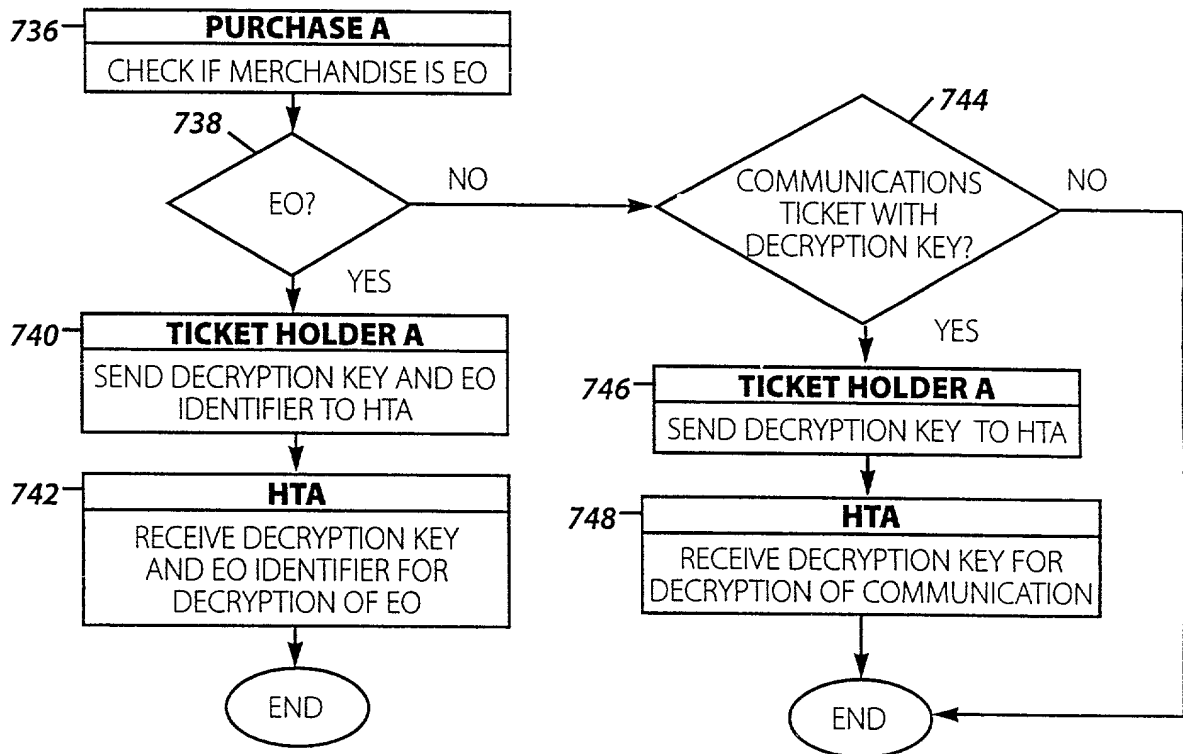 736
PURCHASE A
CHECK IF MERCHANDISE IS EO
738
EO?
NO
YES
740
TICKET HOLDER A
SEND DECRYPTION KEY AND EO
IDENTIFIER TO HTA
742
HTA
RECEIVE DECRYPTION KEY
AND EO IDENTIFIER FOR
DECRYPTION OF EO
END
744
COMMUNICATIONS
TICKET WITH
DECRYPTION KEY?
NO
YES
746
TICKET HOLDER A
SEND DECRYPTION KEY TO HTA
748
HTA
RECEIVE DECRYPTION KEY FOR
DECRYPTION OF COMMUNICATION
END